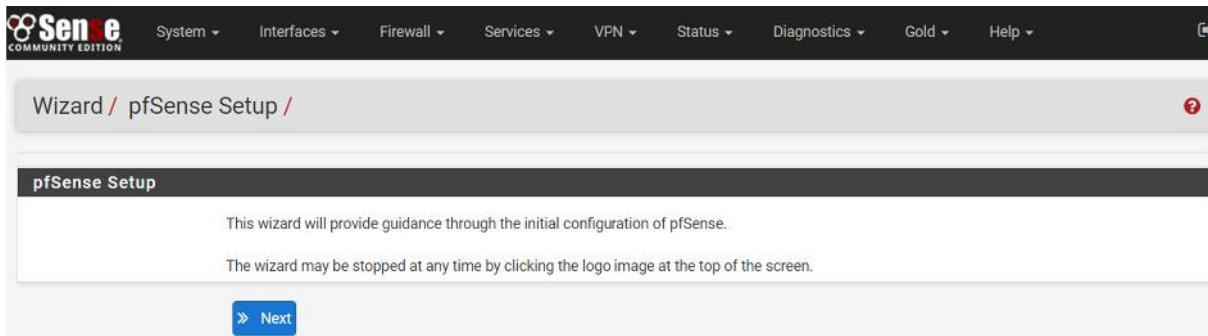 pfSense
COMMUNITY EDITION
System Interfaces Firewall Services VPN Status Diagnostics Gold Help
Wizard / pfSense Setup /
pfSense Setup
This wizard will provide guidance through the initial configuration of pfSense.
The wizard may be stopped at any time by clicking the logo image at the top of the screen.
» Next